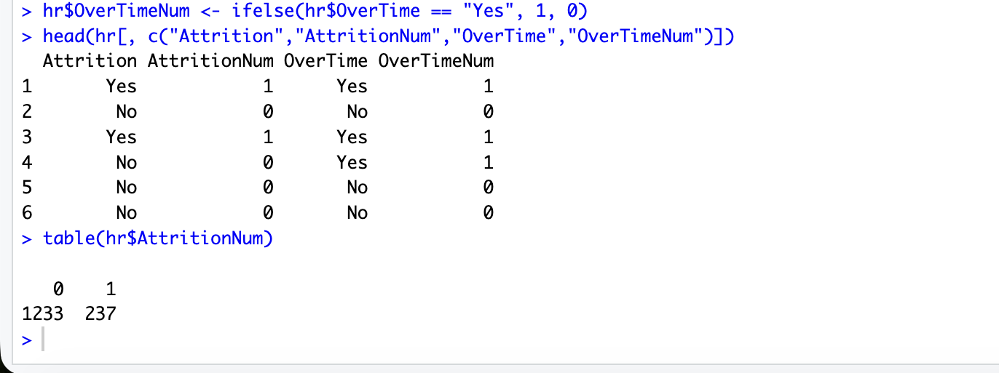 > hr$OverTimeNum <- ifelse(hr$OverTime == "Yes", 1, 0)
> head(hr[, c("Attrition","AttritionNum","OverTime","OverTimeNum")])
  Attrition AttritionNum OverTime OverTimeNum
1       Yes            1      Yes           1
2        No            0       No           0
3       Yes            1      Yes           1
4        No            0      Yes           1
5        No            0       No           0
6        No            0       No           0
> table(hr$AttritionNum)
   0    1
1233  237
>